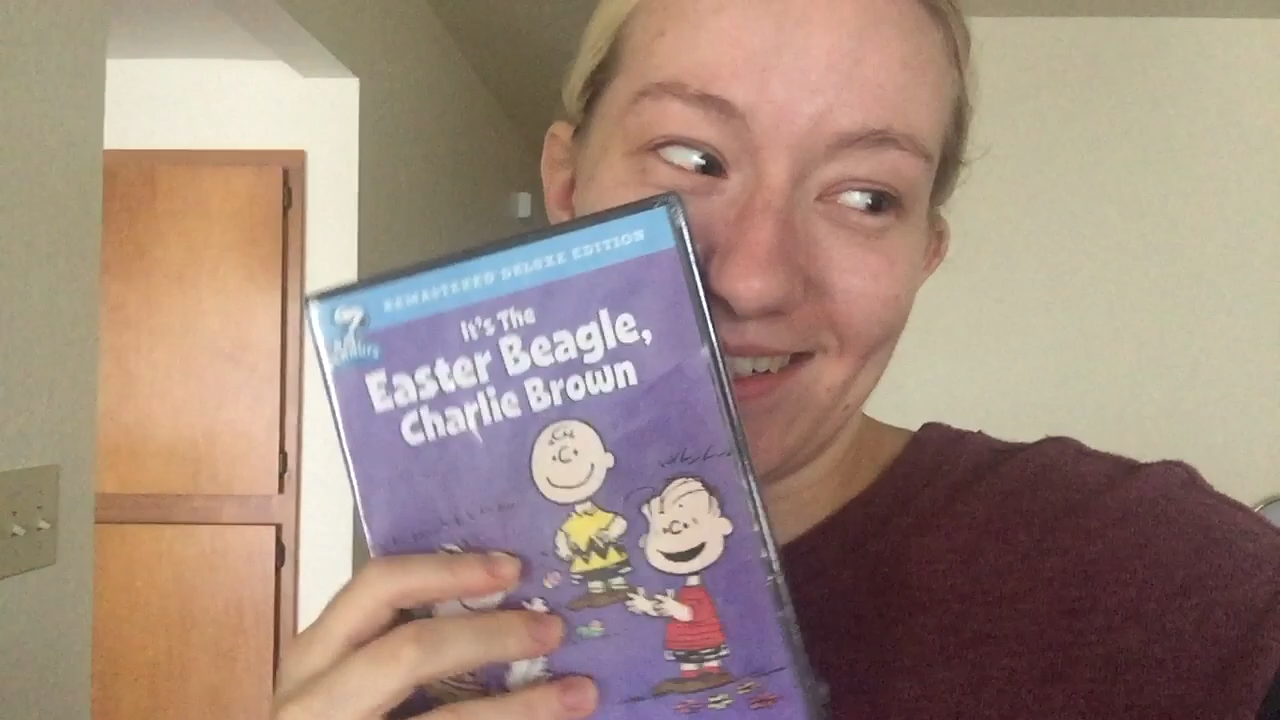 REMASTERED DELUXE EDITION
It's The
Easter Beagle,
Charlie Brown